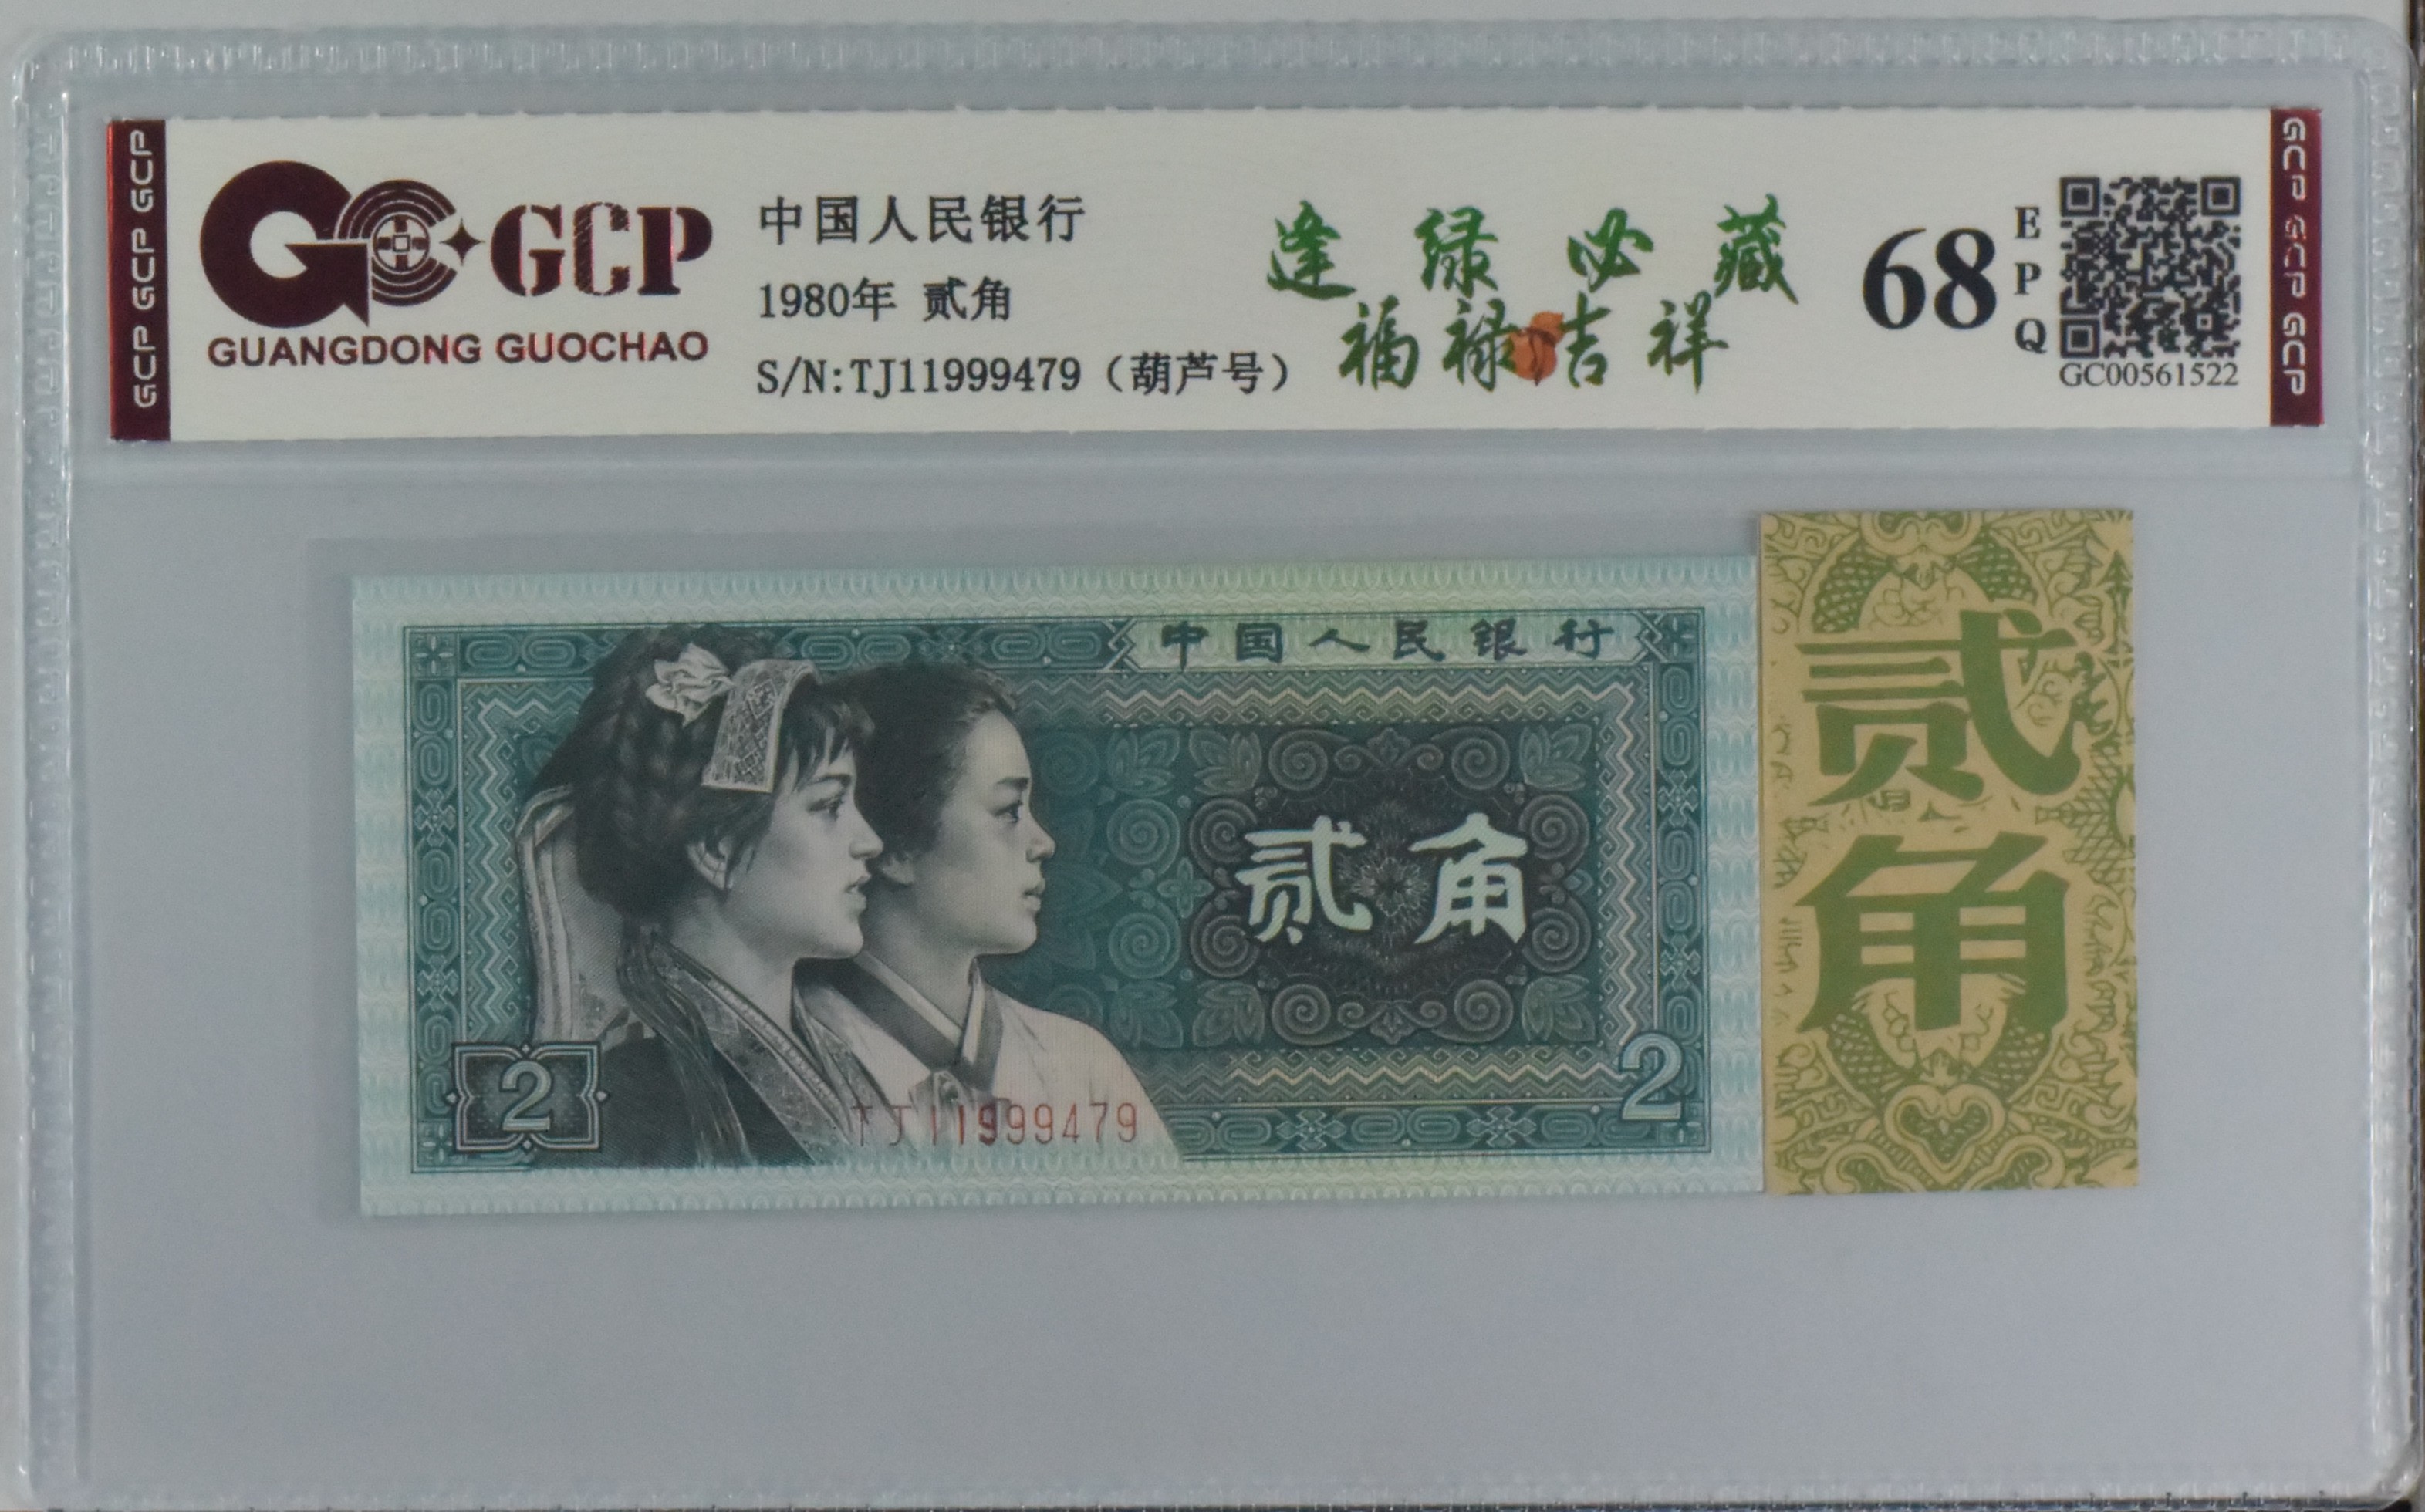 GCP GCP GCP
GCP
GUANGDONG GUOCHAO
中国人民银行
1980年 贰角
S/N:TJ11999479（葫芦号）
逢绿必藏
福禄吉祥
68
EPQ
GC00561522
GCP GCP GCP
中国人民银行
贰角
2
2
TJ11999479
贰角